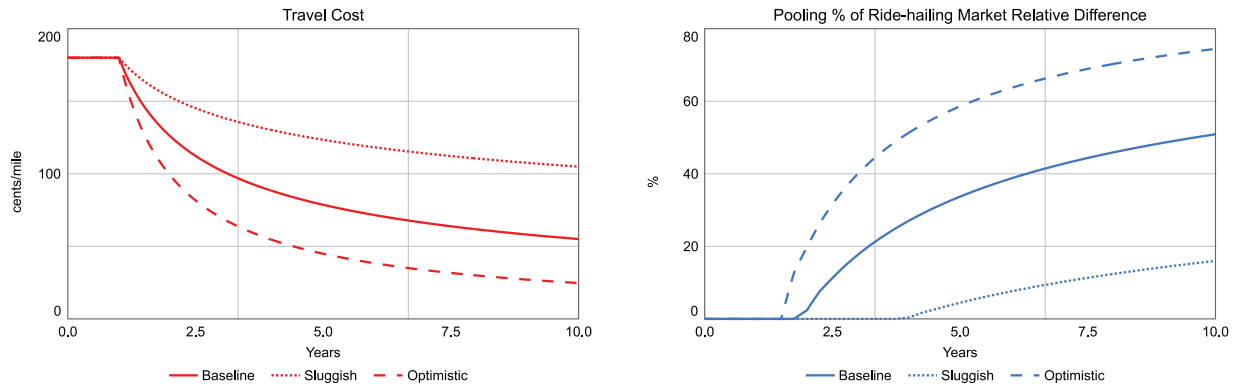 Travel Cost
200
100
0
cents/mile
0.0 2.5 5.0 7.5 10.0
Years
Baseline Sluggish Optimistic
Pooling % of Ride-hailing Market Relative Difference
80
60
40
20
0
%
0.0 2.5 5.0 7.5 10.0
Years
Baseline Sluggish Optimistic